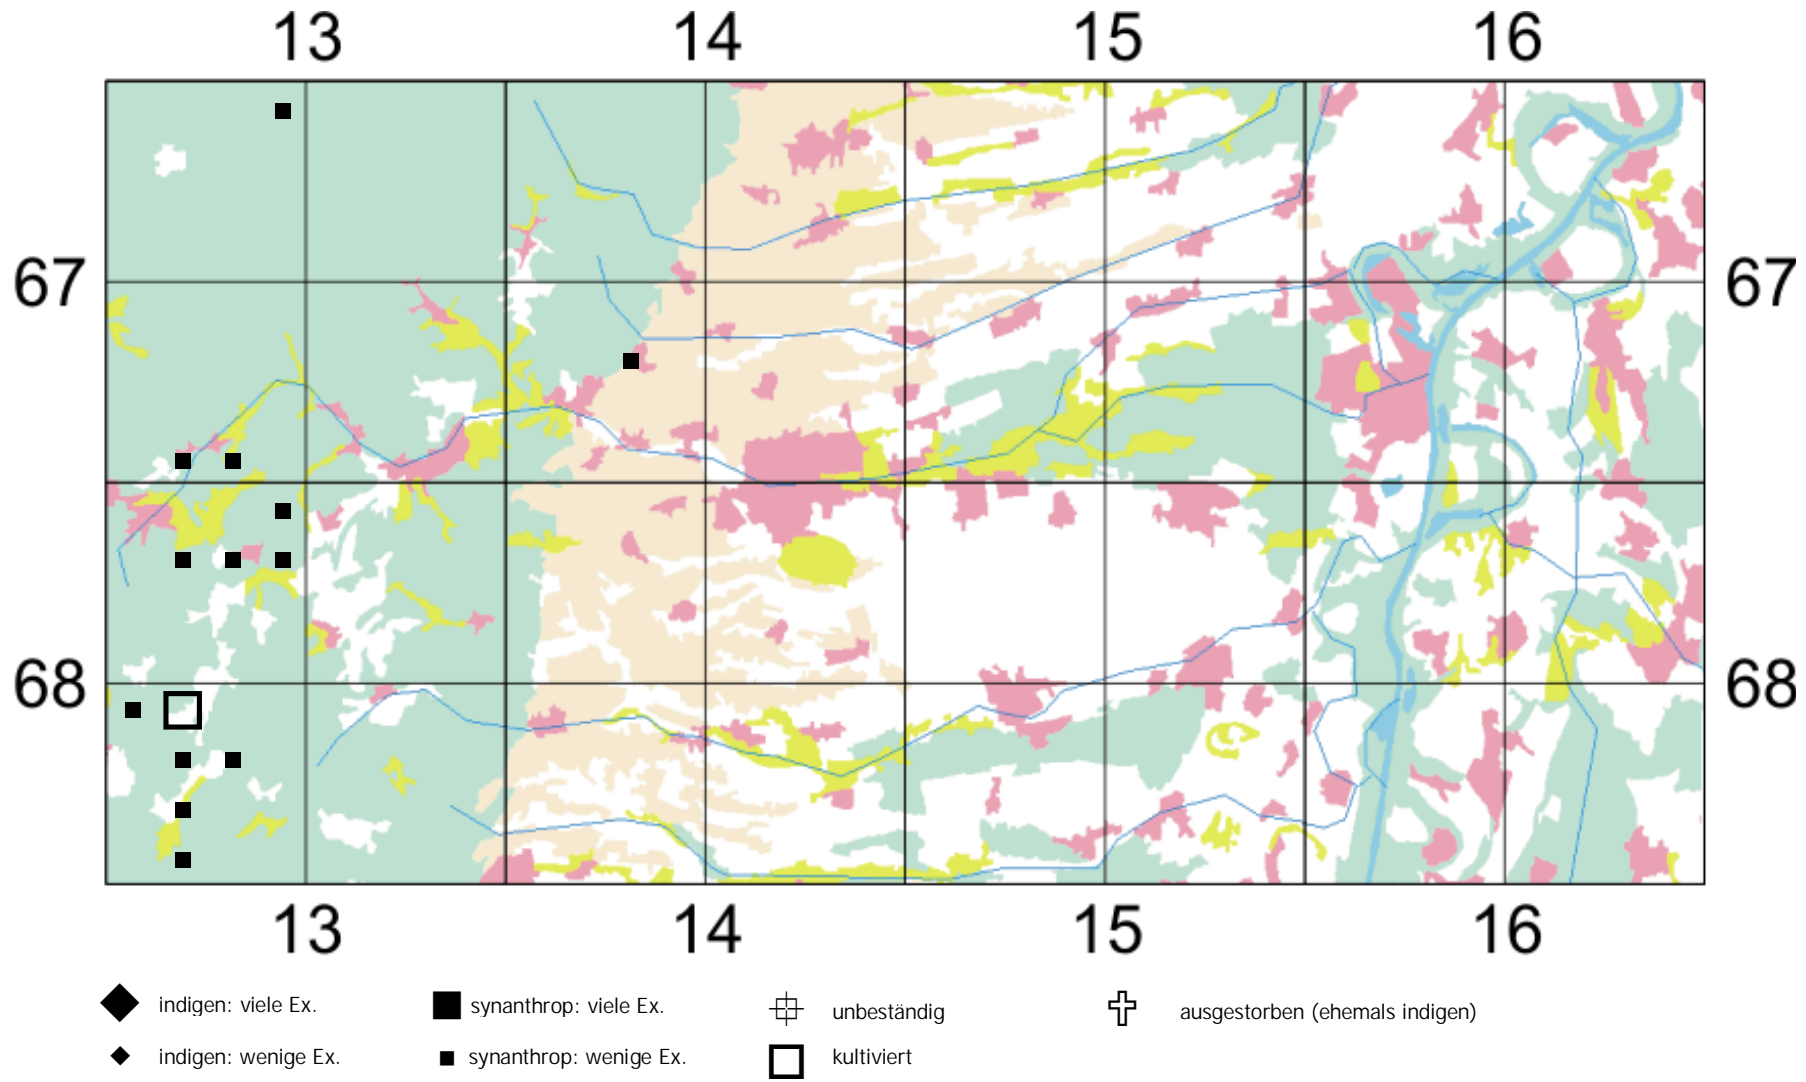 13 14 15 16
67 67
68 68
13 14 15 16
indigen: viele Ex. synanthrop: viele Ex. unbeständig ausgestorben (ehemals indigen)
indigen: wenige Ex. synanthrop: wenige Ex. kultiviert